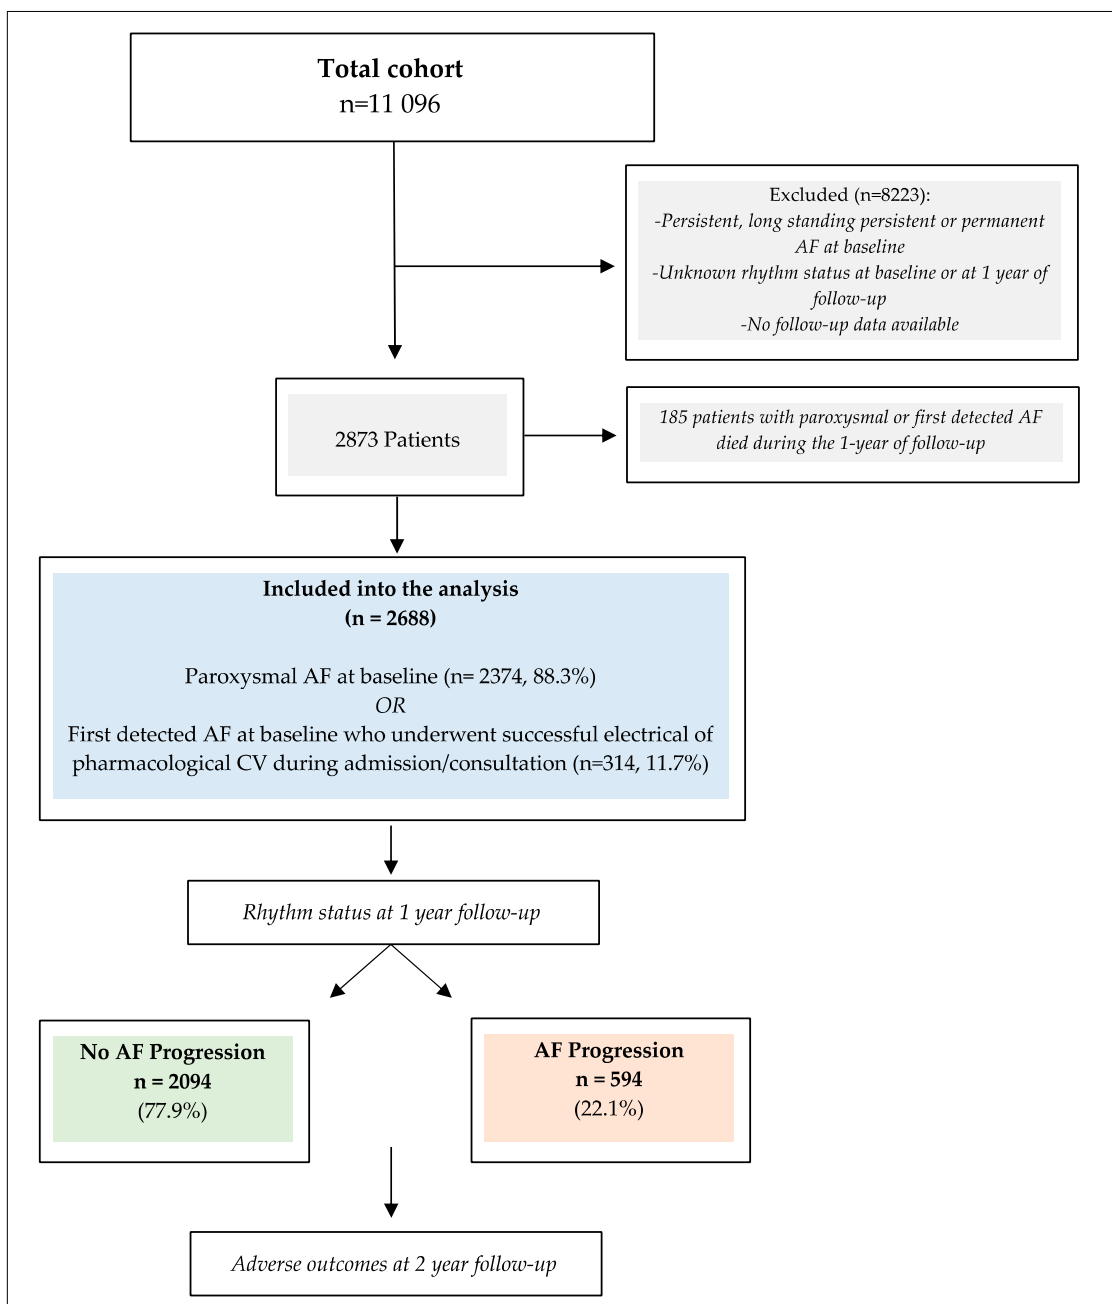 Total cohort
n=11 096
Excluded (n=8223):
-Persistent, long standing persistent or permanent
AF at baseline
-Unknown rhythm status at baseline or at 1 year of
follow-up
-No follow-up data available
2873 Patients
185 patients with paroxysmal or first detected AF
died during the 1-year of follow-up
Included into the analysis
(n = 2688)
Paroxysmal AF at baseline (n= 2374, 88.3%)
OR
First detected AF at baseline who underwent successful electrical of
pharmacological CV during admission/consultation (n=314, 11.7%)
Rhythm status at 1 year follow-up
No AF Progression
n = 2094
(77.9%)
AF Progression
n = 594
(22.1%)
Adverse outcomes at 2 year follow-up